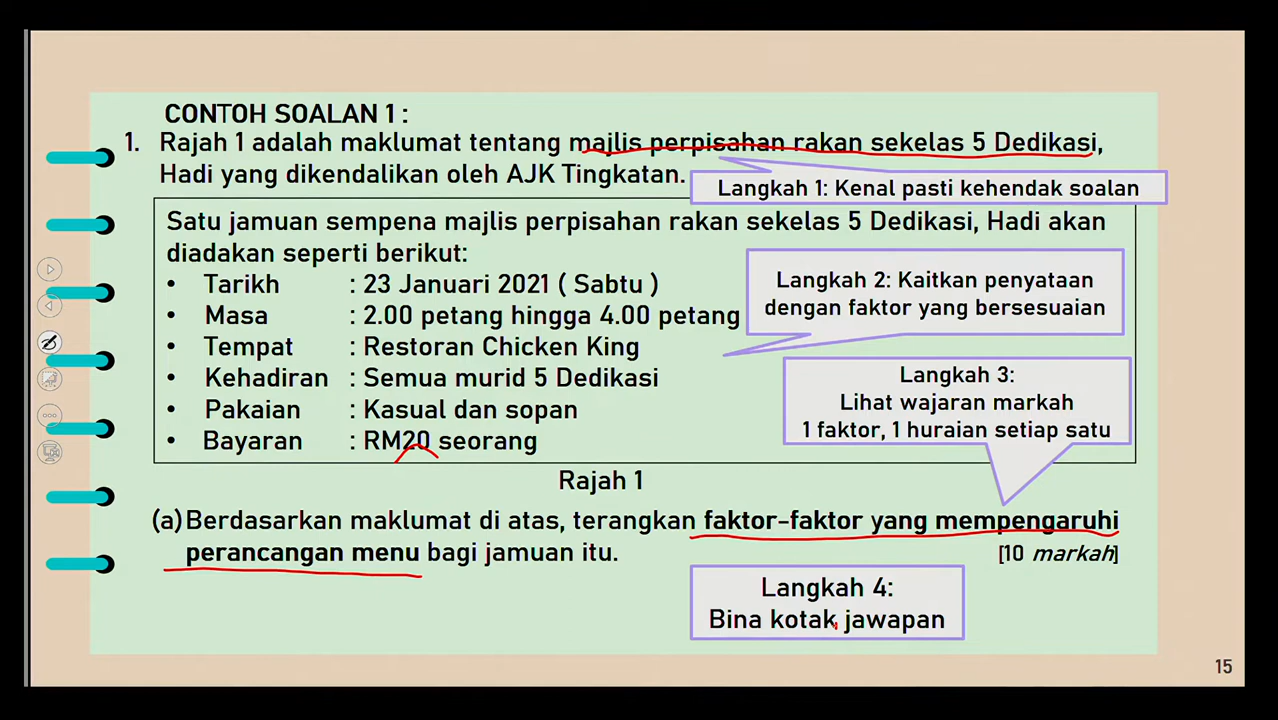 CONTOH SOALAN 1 :
1. Rajah 1 adalah maklumat tentang majlis perpisahan rakan sekelas 5 Dedikasi,
Hadi yang dikendalikan oleh AJK Tingkatan.
Langkah 1: Kenal pasti kehendak soalan
Satu jamuan sempena majlis perpisahan rakan sekelas 5 Dedikasi, Hadi akan
diadakan seperti berikut:
• Tarikh : 23 Januari 2021 ( Sabtu )
• Masa : 2.00 petang hingga 4.00 petang
• Tempat : Restoran Chicken King
• Kehadiran : Semua murid 5 Dedikasi
• Pakaian : Kasual dan sopan
• Bayaran : RM20 seorang
Langkah 2: Kaitkan penyataan
dengan faktor yang bersesuaian
Langkah 3:
Lihat wajaran markah
1 faktor, 1 huraian setiap satu
Rajah 1
(a)Berdasarkan maklumat di atas, terangkan faktor-faktor yang mempengaruhi
perancangan menu bagi jamuan itu. [10 markah]
Langkah 4:
Bina kotak jawapan
15